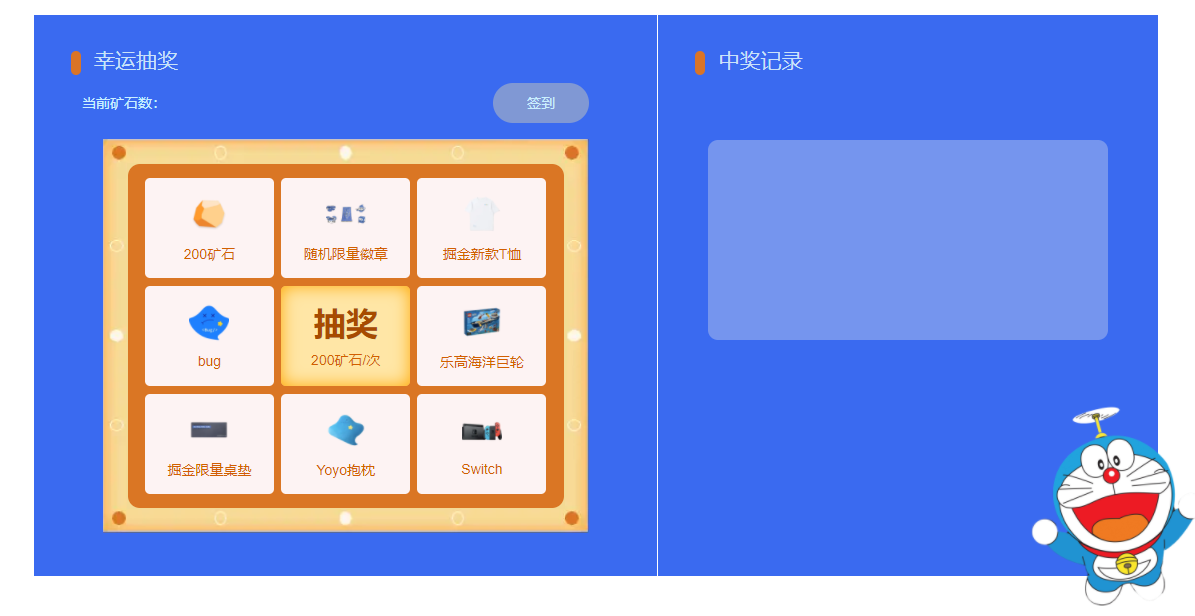 幸运抽奖
当前矿石数:
签到
200矿石
随机限量徽章
掘金新款T恤
bug
抽奖
200矿石/次
乐高海洋巨轮
掘金限量桌垫
Yoyo抱枕
Switch
中奖记录